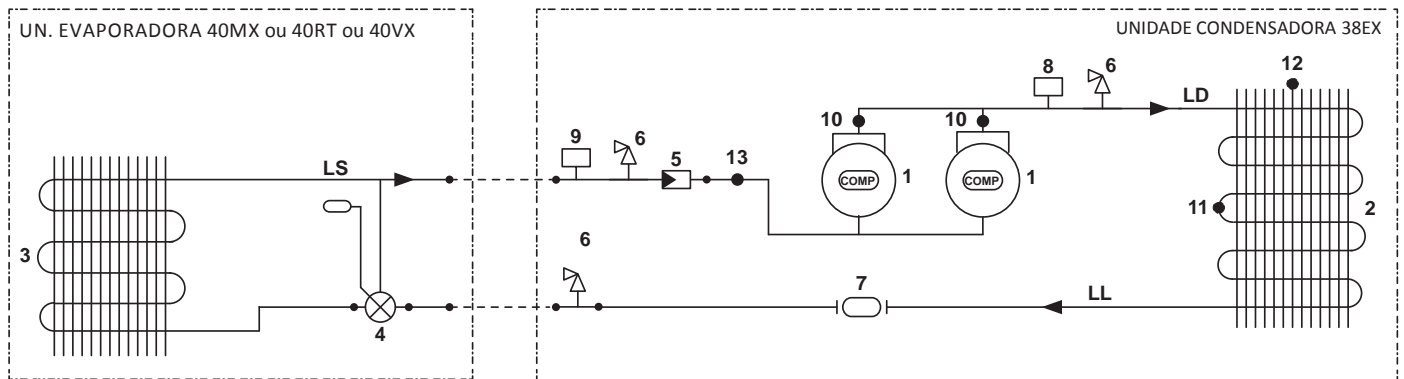 UN. EVAPORADORA 40MX ou 40RT ou 40VX
UNIDADE CONDENSADORA 38EX
12
8
6
LD
10
10
9
6
5
13
LS
COMP
1
COMP
1
11
2
3
6
7
LL
4